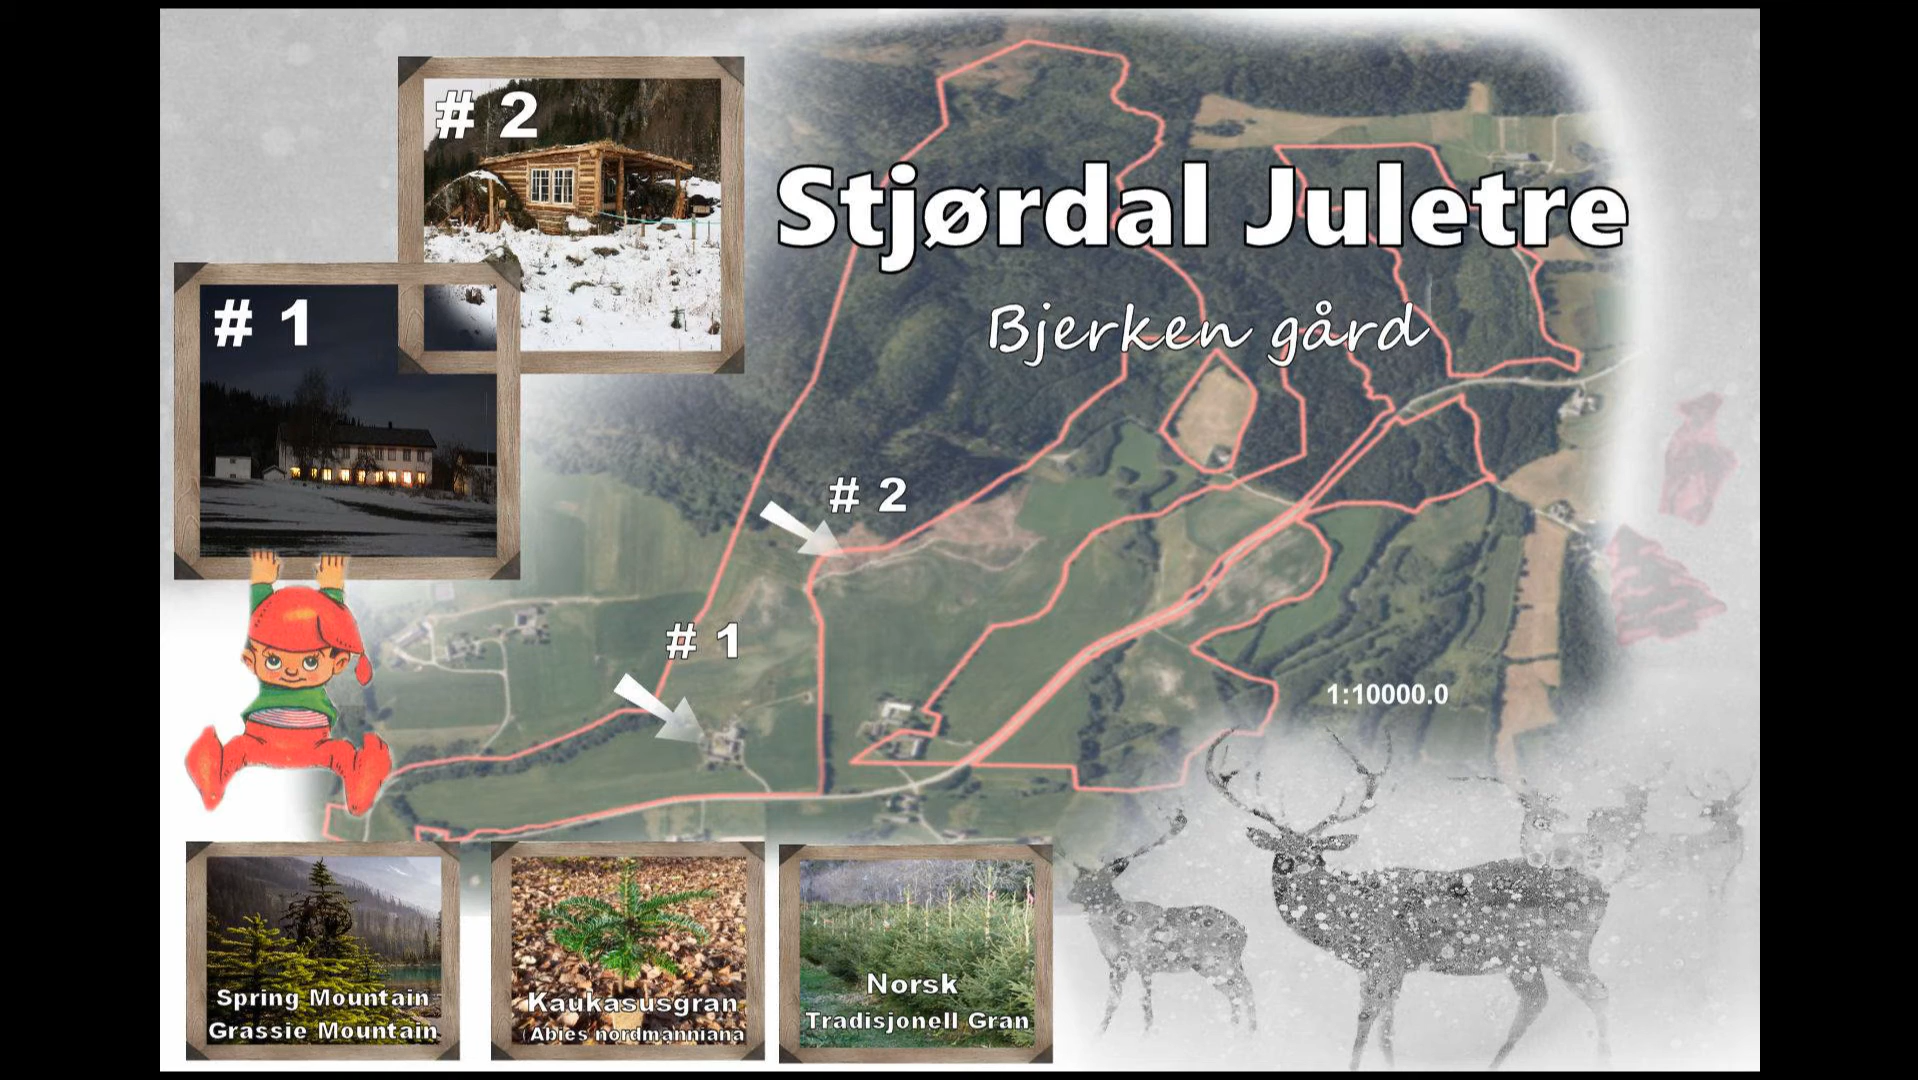 # 2
Stjørdal Juletre
# 1
Bjerken gård
# 2
# 1
1:10000.0
Spring Mountain
Grassie Mountain
Kaukasusgran
(Abies nordmanniana
Norsk
Tradisjonell Gran